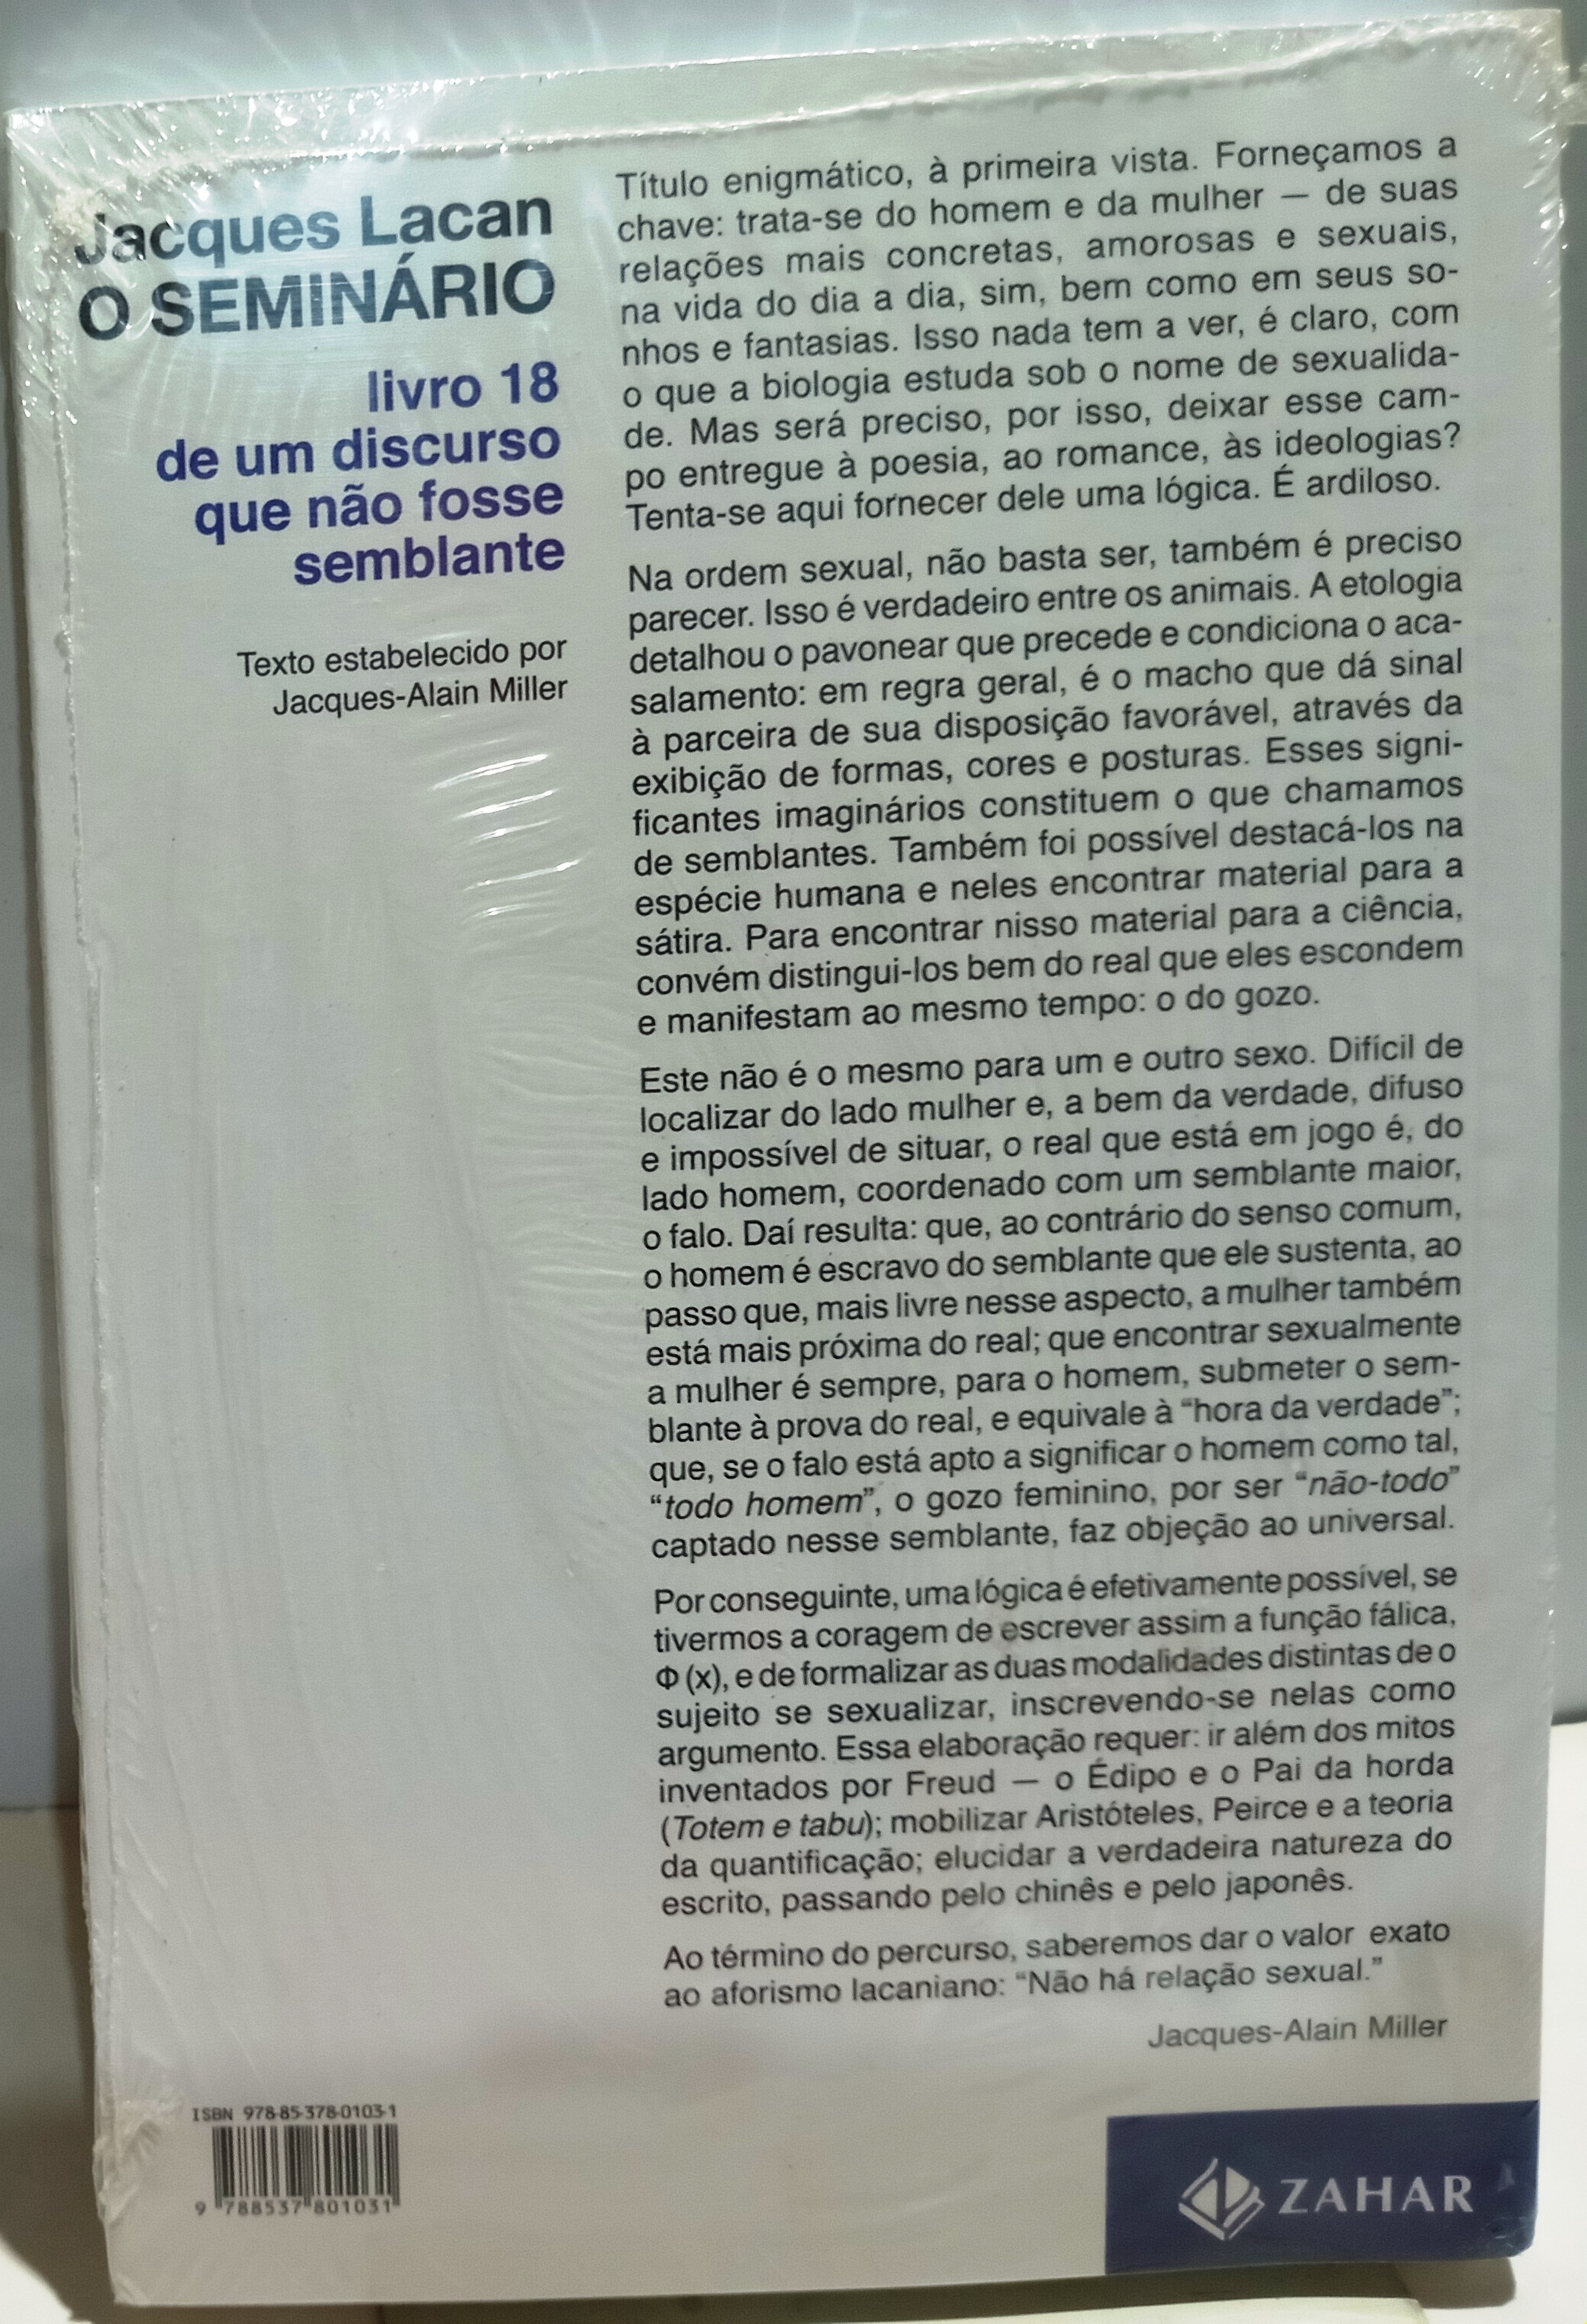 Jacques Lacan
O SEMINÁRIO
livro 18
de um discurso
que não fosse
semblante
Texto estabelecido por
Jacques-Alain Miller
Título enigmático, à primeira vista. Forneçamos a
chave: trata-se do homem e da mulher — de suas
relações mais concretas, amorosas e sexuais,
na vida do dia a dia, sim, bem como em seus so-
nhos e fantasias. Isso nada tem a ver, é claro, com
o que a biologia estuda sob o nome de sexualida-
de. Mas será preciso, por isso, deixar esse cam-
po entregue à poesia, ao romance, às ideologias?
Tenta-se aqui fornecer dele uma lógica. É ardiloso.
Na ordem sexual, não basta ser, também é preciso
parecer. Isso é verdadeiro entre os animais. A etologia
detalhou o pavonear que precede e condiciona o aca-
salamento: em regra geral, é o macho que dá sinal
à parceira de sua disposição favorável, através da
exibição de formas, cores e posturas. Esses signi-
ficantes imaginários constituem o que chamamos
de semblantes. Também foi possível destacá-los na
espécie humana e neles encontrar material para a
sátira. Para encontrar nisso material para a ciência,
convém distingui-los bem do real que eles escondem
e manifestam ao mesmo tempo: o do gozo.
Este não é o mesmo para um e outro sexo. Difícil de
localizar do lado mulher e, a bem da verdade, difuso
e impossível de situar, o real que está em jogo é, do
lado homem, coordenado com um semblante maior,
o falo. Daí resulta: que, ao contrário do senso comum,
o homem é escravo do semblante que ele sustenta, ao
passo que, mais livre nesse aspecto, a mulher também
está mais próxima do real; que encontrar sexualmente
a mulher é sempre, para o homem, submeter o sem-
blante à prova do real, e equivale à “hora da verdade”;
que, se o falo está apto a significar o homem como tal,
“todo homem”, o gozo feminino, por ser “não-todo”
captado nesse semblante, faz objeção ao universal.
Por conseguinte, uma lógica é efetivamente possível, se
tivermos a coragem de escrever assim a função fálica,
Φ (x), e de formalizar as duas modalidades distintas de o
sujeito se sexualizar, inscrevendo-se nelas como
argumento. Essa elaboração requer: ir além dos mitos
inventados por Freud — o Édipo e o Pai da horda
(Totem e tabu); mobilizar Aristóteles, Peirce e a teoria
da quantificação; elucidar a verdadeira natureza do
escrito, passando pelo chinês e pelo japonês.
Ao término do percurso, saberemos dar o valor exato
ao aforismo lacaniano: “Não há relação sexual.”
Jacques-Alain Miller
ISBN 978-85-378-0103-1
9 788537 801031
ZAHAR